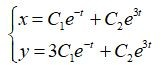 x = C₁e⁻ᵗ + C₂e³ᵗ
y = 3C₁e⁻ᵗ + C₂e³ᵗ